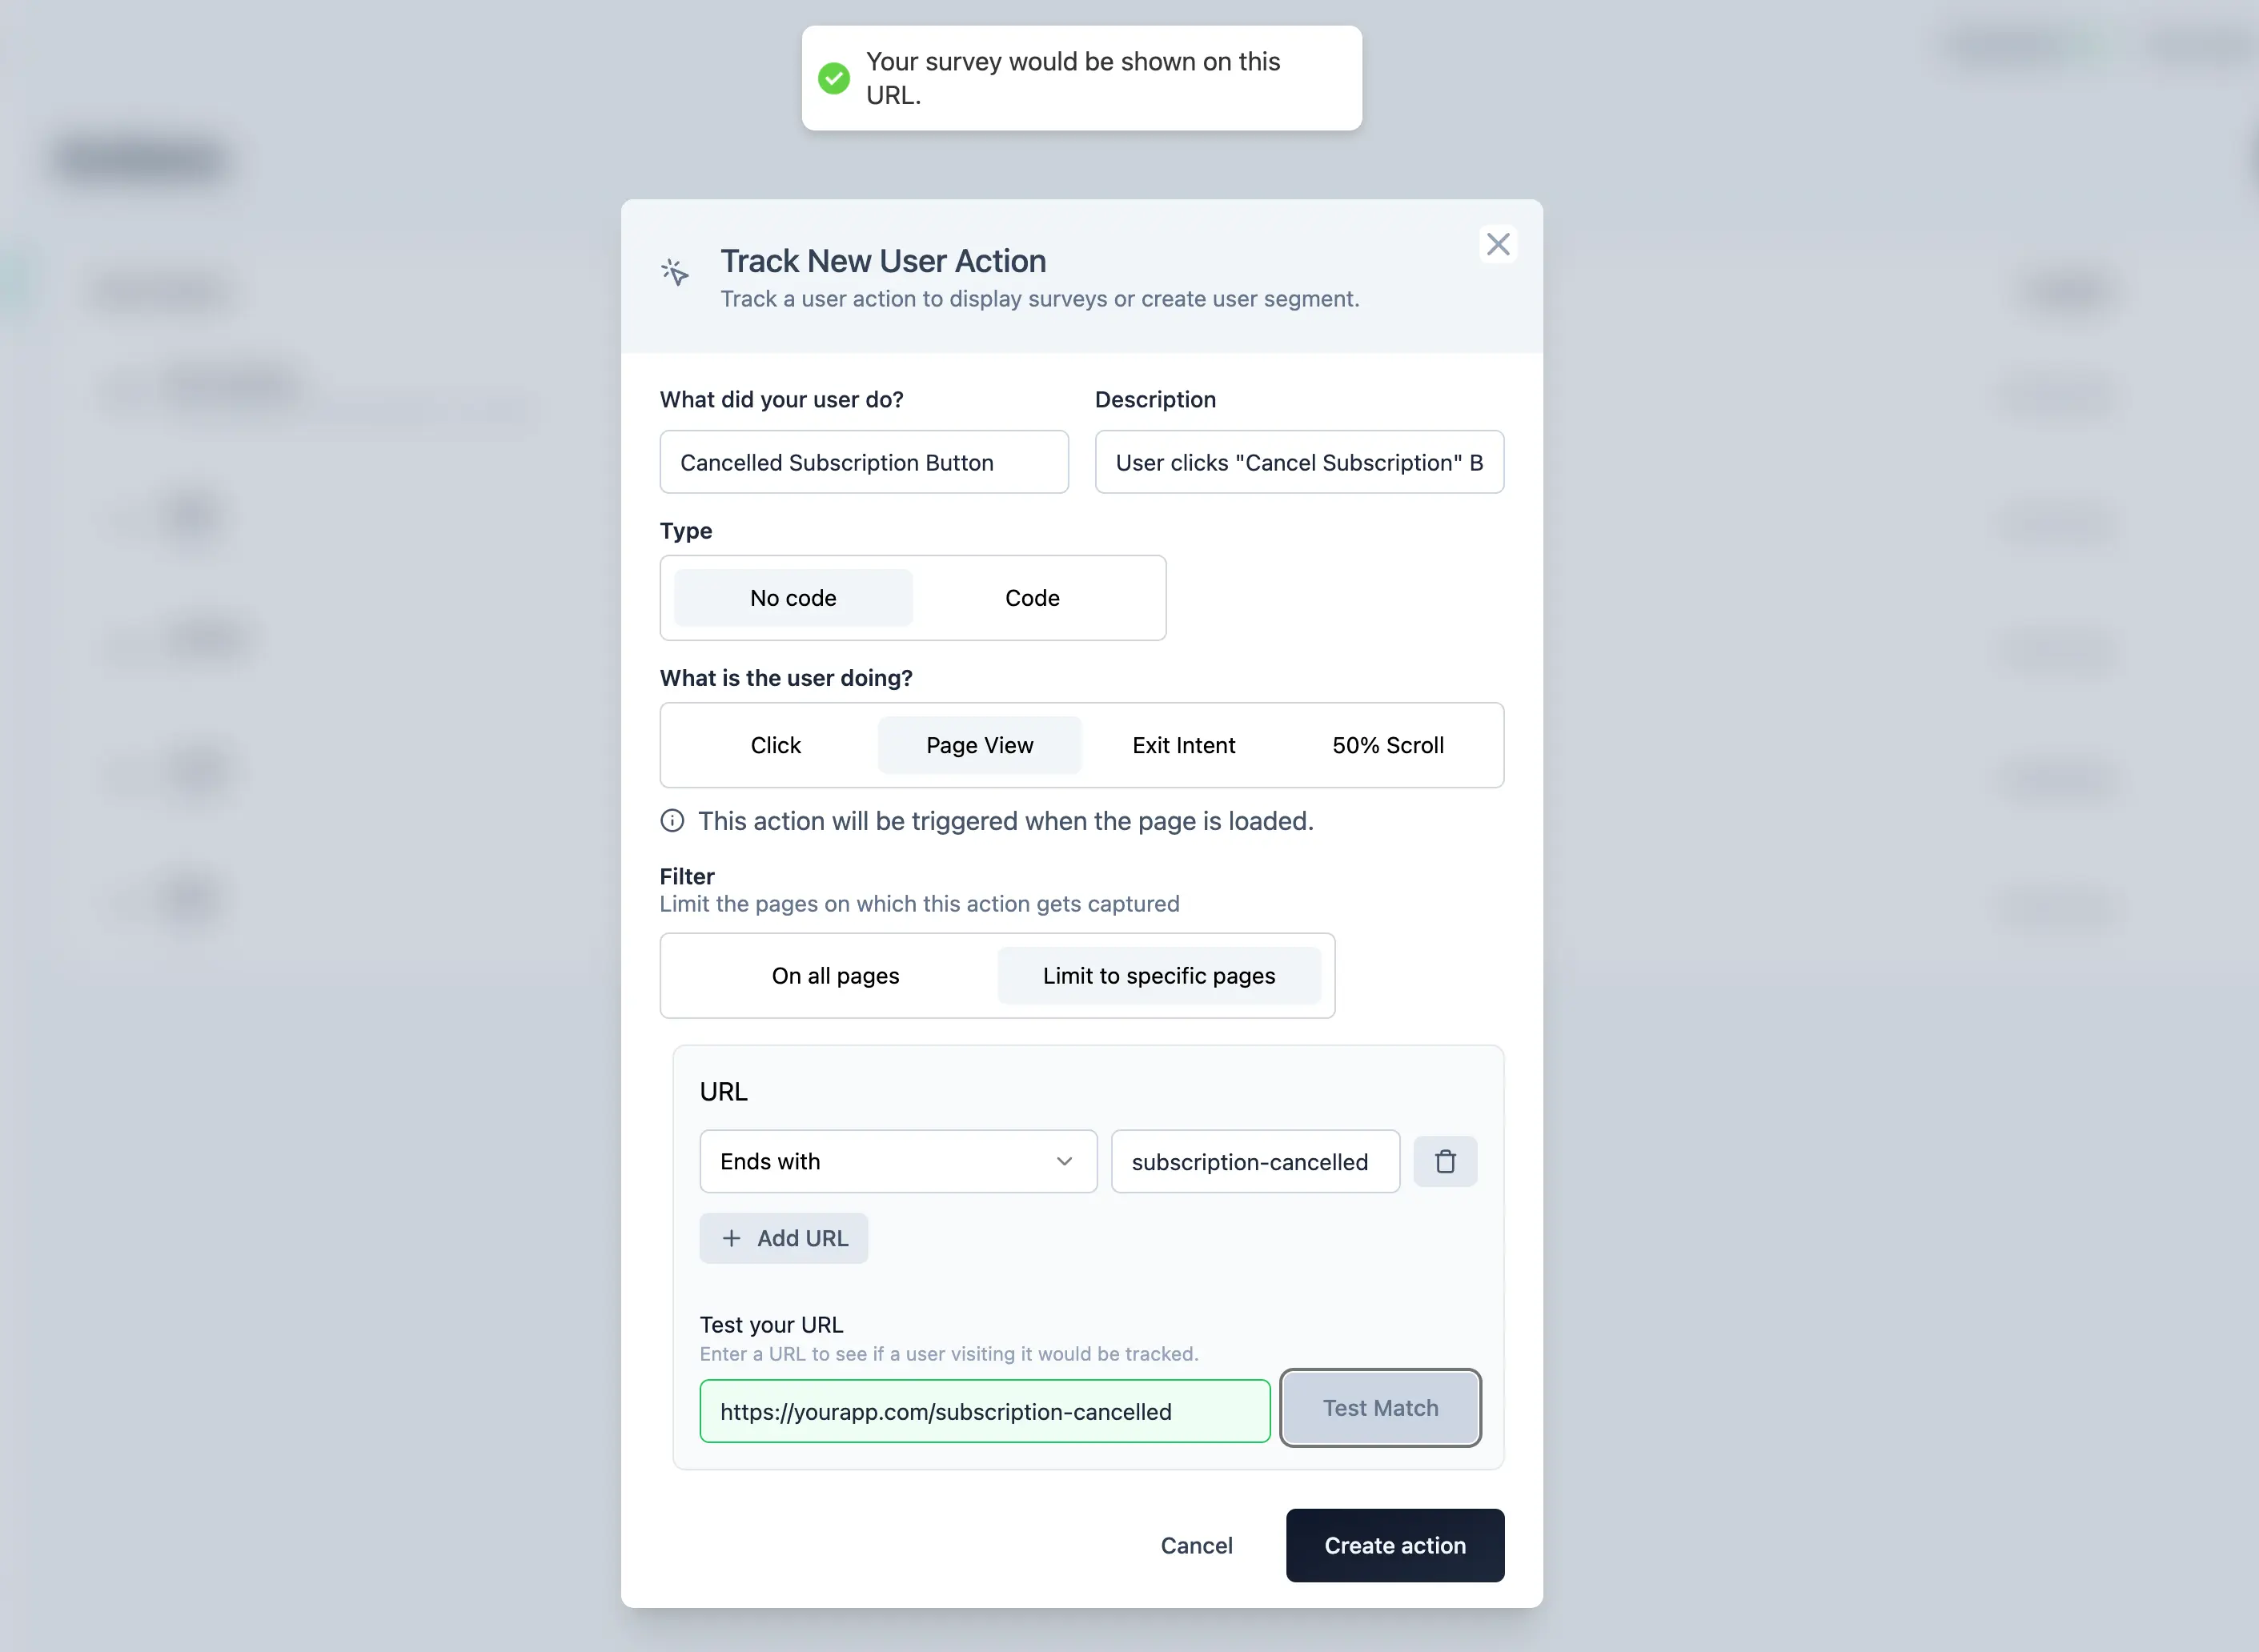 Your survey would be shown on this
URL.
Track New User Action
Track a user action to display surveys or create user segment.
What did your user do?
Description
Cancelled Subscription Button
User clicks "Cancel Subscription" B
Type
No code
Code
What is the user doing?
Click
Page View
Exit Intent
50% Scroll
This action will be triggered when the page is loaded.
Filter
Limit the pages on which this action gets captured
On all pages
Limit to specific pages
URL
Ends with
subscription-cancelled
Add URL
Test your URL
Enter a URL to see if a user visiting it would be tracked.
https://yourapp.com/subscription-cancelled
Test Match
Cancel
Create action